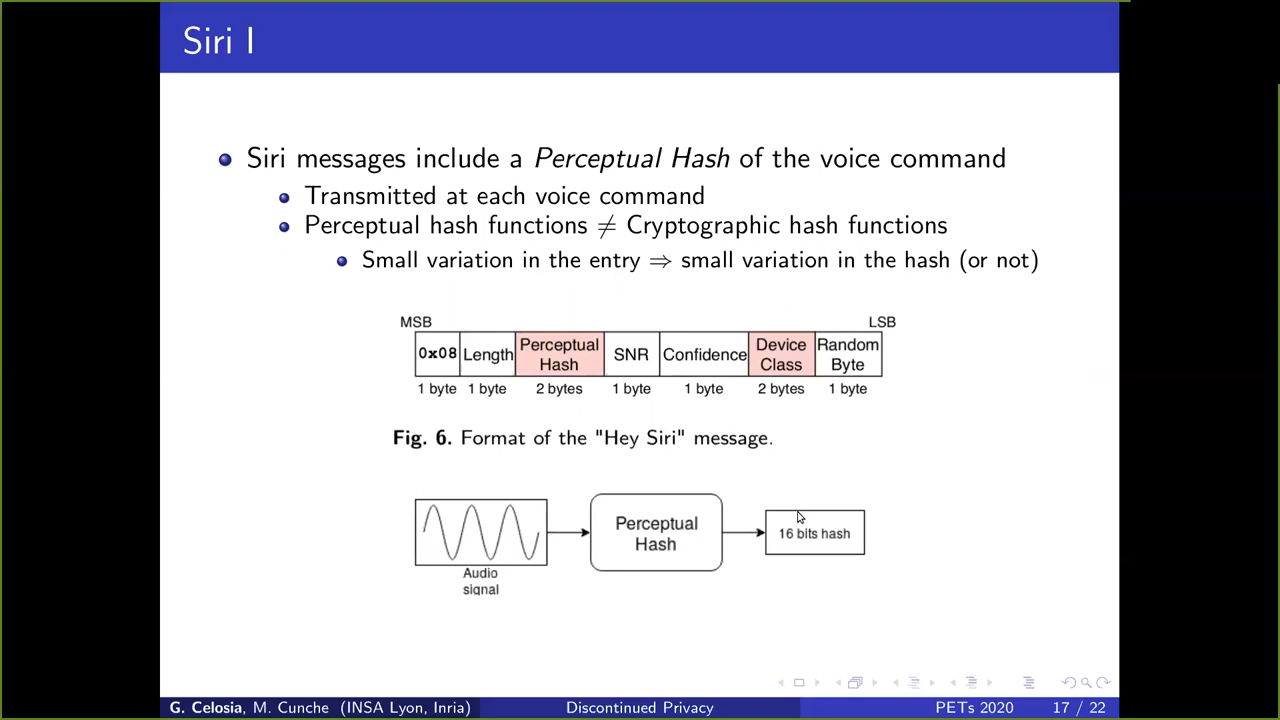 Siri I
Siri messages include a Perceptual Hash of the voice command
Transmitted at each voice command
Perceptual hash functions ≠ Cryptographic hash functions
Small variation in the entry ⇒ small variation in the hash (or not)
MSB LSB
0x08 Length Perceptual Hash SNR Confidence Device Class Random Byte
1 byte 1 byte 2 bytes 1 byte 1 byte 2 bytes 1 byte
Fig. 6. Format of the "Hey Siri" message.
Perceptual
Hash
16 bits hash
Audio
signal
G. Celosia, M. Cunche (INSA Lyon, Inria) Discontinued Privacy PETs 2020 17 / 22